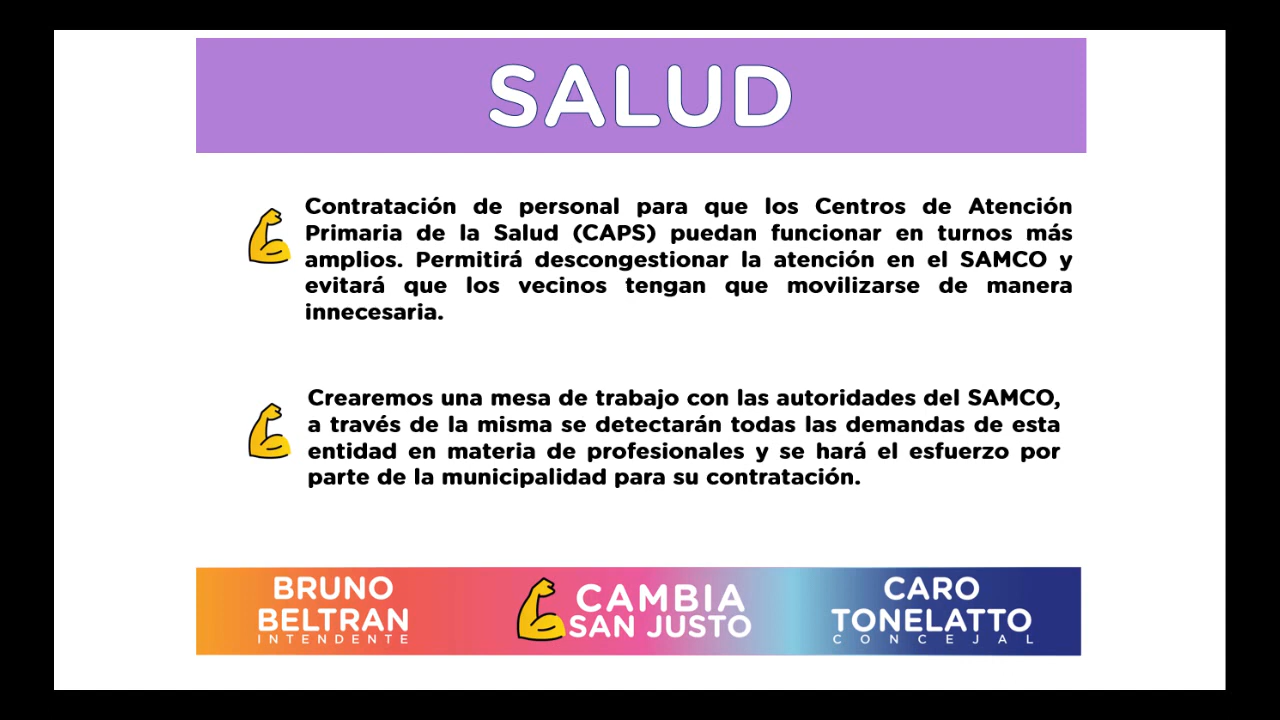 SALUD
Contratación de personal para que los Centros de Atención
Primaria de la Salud (CAPS) puedan funcionar en turnos más
amplios. Permitirá descongestionar la atención en el SAMCO y
evitará que los vecinos tengan que movilizarse de manera
innecesaria.
Crearemos una mesa de trabajo con las autoridades del SAMCO,
a través de la misma se detectarán todas las demandas de esta
entidad en materia de profesionales y se hará el esfuerzo por
parte de la municipalidad para su contratación.
BRUNO
BELTRAN
INTENDENTE
CAMBIA
SAN JUSTO
CARO
TONELATTO
CONCEJAL